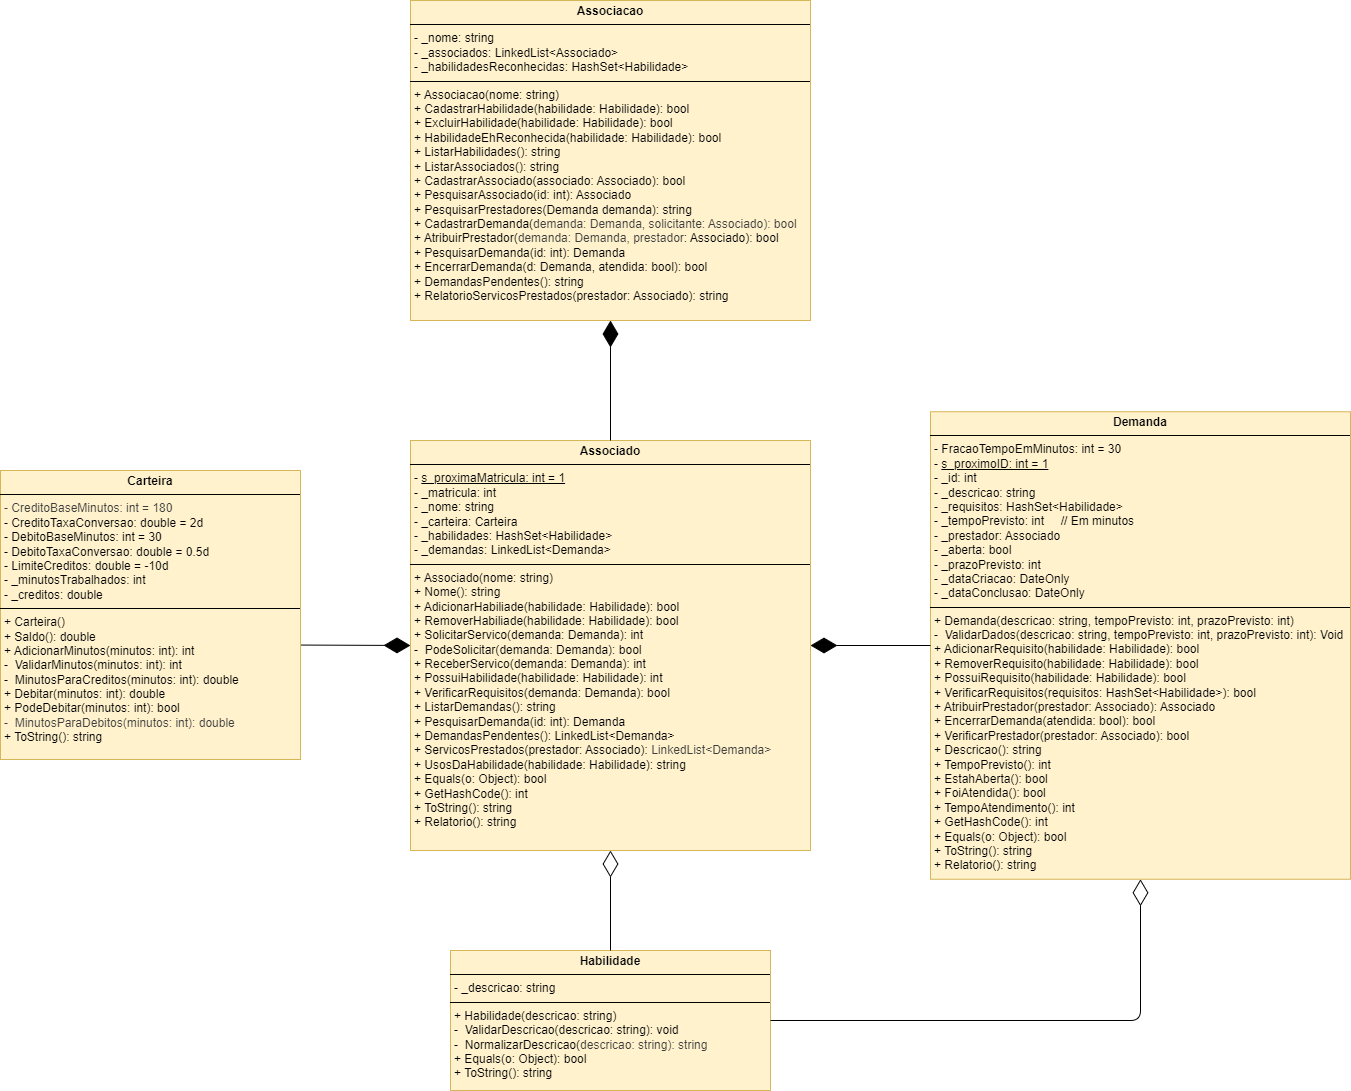 Associacao
- _nome: string
- _associados: LinkedList<Associado>
- _habilidadesReconhecidas: HashSet<Habilidade>
+ Associacao(nome: string)
+ CadastrarHabilidade(habilidade: Habilidade): bool
+ ExcluirHabilidade(habilidade: Habilidade): bool
+ HabilidadeEhReconhecida(habilidade: Habilidade): bool
+ ListarHabilidades(): string
+ ListarAssociados(): string
+ CadastrarAssociado(associado: Associado): bool
+ PesquisarAssociado(id: int): Associado
+ PesquisarPrestadores(Demanda demanda): string
+ CadastrarDemanda(demanda: Demanda, solicitante: Associado): bool
+ AtribuirPrestador(demanda: Demanda, prestador: Associado): bool
+ PesquisarDemanda(id: int): Demanda
+ EncerrarDemanda(d: Demanda, atendida: bool): bool
+ DemandasPendentes(): string
+ RelatorioServicosPrestados(prestador: Associado): string
Carteira
- CreditoBaseMinutos: int = 180
- CreditoTaxaConversao: double = 2d
- DebitoBaseMinutos: int = 30
- DebitoTaxaConversao: double = 0.5d
- LimiteCreditos: double = -10d
- _minutosTrabalhados: int
- _creditos: double
+ Carteira()
+ Saldo(): double
+ AdicionarMinutos(minutos: int): int
- ValidarMinutos(minutos: int): int
- MinutosParaCreditos(minutos: int): double
+ Debitar(minutos: int): double
+ PodeDebitar(minutos: int): bool
- MinutosParaDebitos(minutos: int): double
+ ToString(): string
Associado
- s_proximaMatricula: int = 1
- _matricula: int
- _nome: string
- _carteira: Carteira
- _habilidades: HashSet<Habilidade>
- _demandas: LinkedList<Demanda>
+ Associado(nome: string)
+ Nome(): string
+ AdicionarHabiliade(habilidade: Habilidade): bool
+ RemoverHabiliade(habilidade: Habilidade): bool
+ SolicitarServico(demanda: Demanda): int
- PodeSolicitar(demanda: Demanda): bool
+ ReceberServico(demanda: Demanda): int
+ PossuiHabilidade(habilidade: Habilidade): int
+ VerificarRequisitos(demanda: Demanda): bool
+ ListarDemandas(): string
+ PesquisarDemanda(id: int): Demanda
+ DemandasPendentes(): LinkedList<Demanda>
+ ServicosPrestados(prestador: Associado): LinkedList<Demanda>
+ UsosDaHabilidade(habilidade: Habilidade): string
+ Equals(o: Object): bool
+ GetHashCode(): int
+ ToString(): string
+ Relatorio(): string
Demanda
- FracaoTempoEmMinutos: int = 30
- s_proximoID: int = 1
- _id: int
- _descricao: string
- _requisitos: HashSet<Habilidade>
- _tempoPrevisto: int // Em minutos
- _prestador: Associado
- _aberta: bool
- _prazoPrevisto: int
- _dataCriacao: DateOnly
- _dataConclusao: DateOnly
+ Demanda(descricao: string, tempoPrevisto: int, prazoPrevisto: int)
- ValidarDados(descricao: string, tempoPrevisto: int, prazoPrevisto: int): Void
+ AdicionarRequisito(habilidade: Habilidade): bool
+ RemoverRequisito(habilidade: Habilidade): bool
+ PossuiRequisito(habilidade: Habilidade): bool
+ VerificarRequisitos(requisitos: HashSet<Habilidade>): bool
+ AtribuirPrestador(prestador: Associado): Associado
+ EncerrarDemanda(atendida: bool): bool
+ VerificarPrestador(prestador: Associado): bool
+ Descricao(): string
+ TempoPrevisto(): int
+ EstahAberta(): bool
+ FoiAtendida(): bool
+ TempoAtendimento(): int
+ GetHashCode(): int
+ Equals(o: Object): bool
+ ToString(): string
+ Relatorio(): string
Habilidade
- _descricao: string
+ Habilidade(descricao: string)
- ValidarDescricao(descricao: string): void
- NormalizarDescricao(descricao: string): string
+ Equals(o: Object): bool
+ ToString(): string